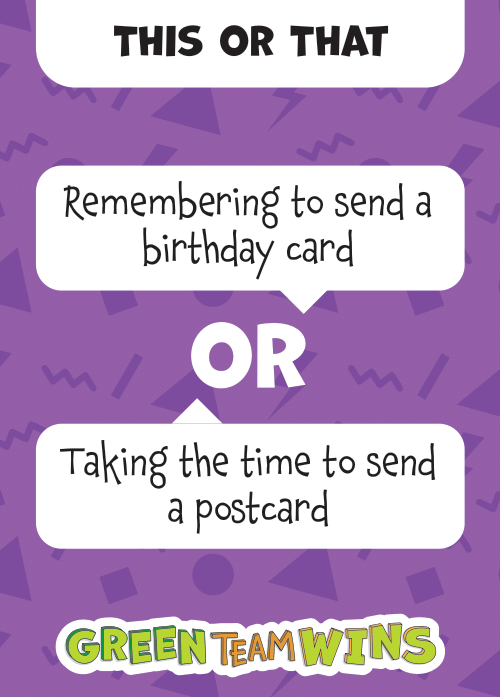 THIS OR THAT
Remembering to send a
birthday card
OR
Taking the time to send
a postcard
GREEN TEAM WINS